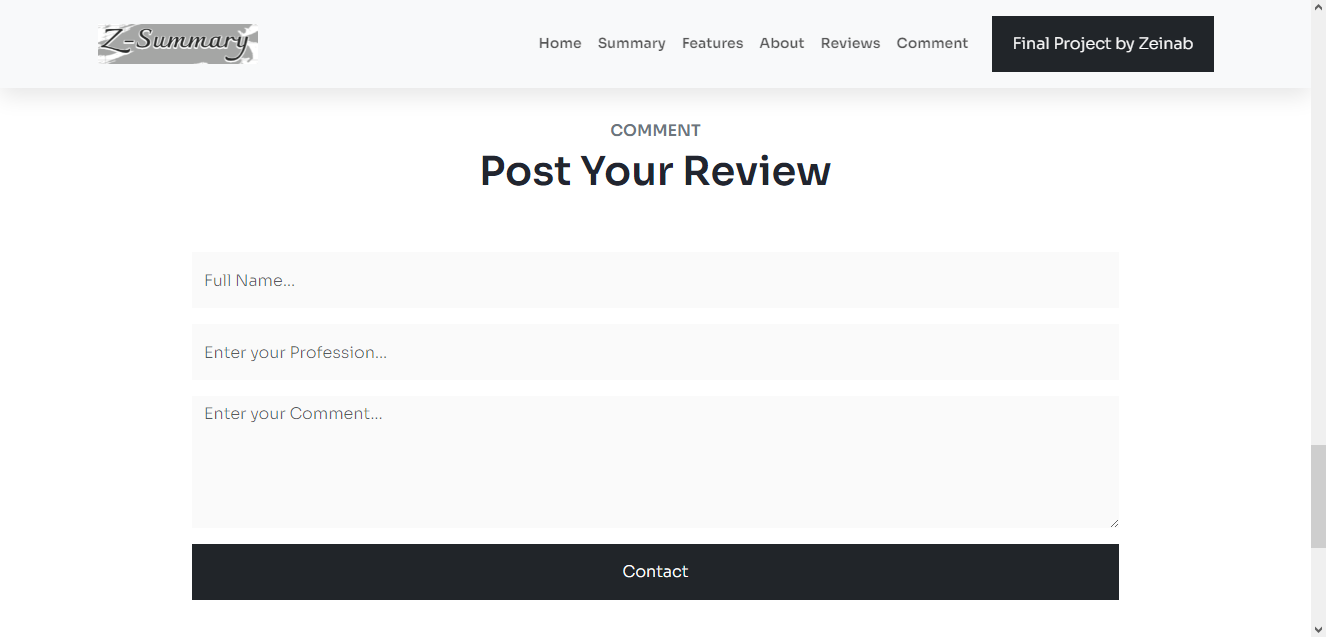 Z-Summary
Home Summary Features About Reviews Comment Final Project by Zeinab
COMMENT
Post Your Review
Full Name...
Enter your Profession...
Enter your Comment...
Contact